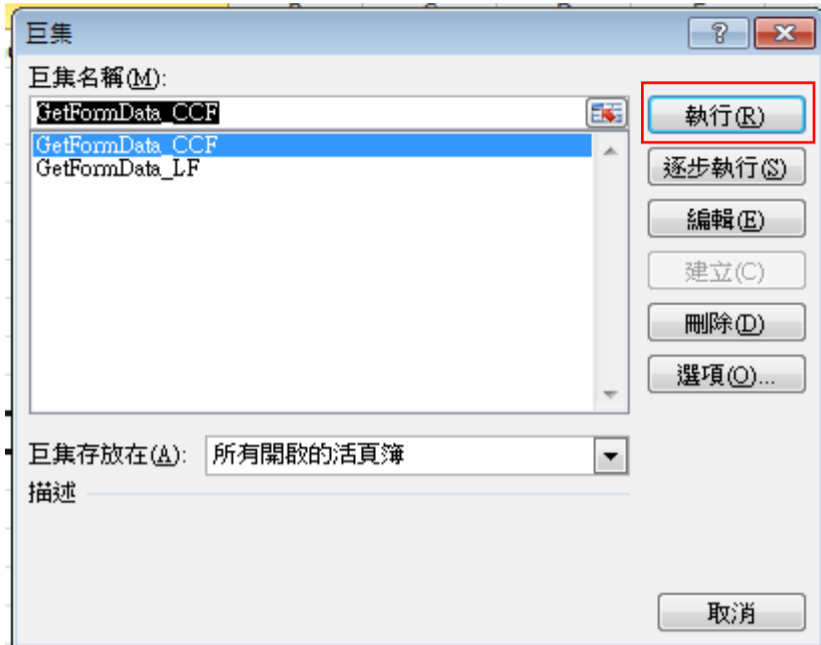 巨集
巨集名稱(M):
GetFormData_CCF
執行(R)
GetFormData_CCF
GetFormData_LF
逐步執行(S)
編輯(E)
建立(C)
刪除(D)
選項(O)...
巨集存放在(A): 所有開啟的活頁簿
描述
取消